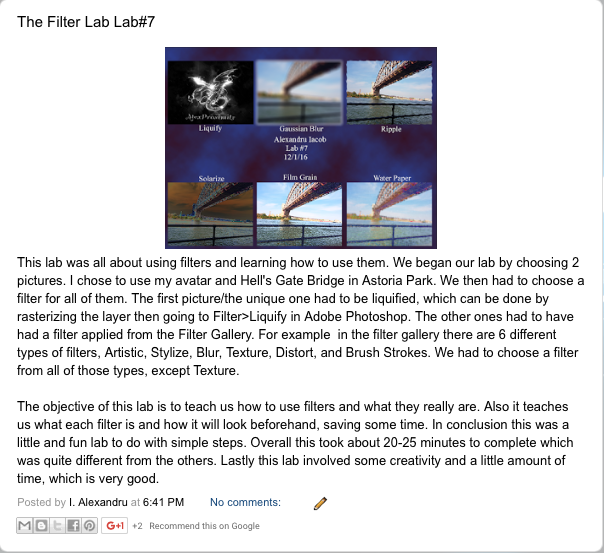 The Filter Lab Lab#7
Liquify
Gaussian Blur
Ripple
Alexandru Iacob
Lab #7
12/1/16
Solarize
Film Grain
Water Paper
This lab was all about using filters and learning how to use them. We began our lab by choosing 2
pictures. I chose to use my avatar and Hell's Gate Bridge in Astoria Park. We then had to choose a
filter for all of them. The first picture/the unique one had to be liquified, which can be done by
rasterizing the layer then going to Filter>Liquify in Adobe Photoshop. The other ones had to have
had a filter applied from the Filter Gallery. For example  in the filter gallery there are 6 different
types of filters, Artistic, Stylize, Blur, Texture, Distort, and Brush Strokes. We had to choose a filter
from all of those types, except Texture.
The objective of this lab is to teach us how to use filters and what they really are. Also it teaches
us what each filter is and how it will look beforehand, saving some time. In conclusion this was a
little and fun lab to do with simple steps. Overall this took about 20-25 minutes to complete which
was quite different from the others. Lastly this lab involved some creativity and a little amount of
time, which is very good.
Posted by I. Alexandru at 6:41 PM No comments:
G+1 +2 Recommend this on Google